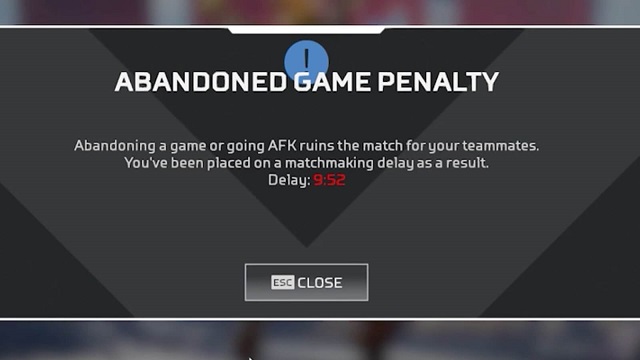 !
ABANDONED GAME PENALTY
Abandoning a game or going AFK ruins the match for your teammates.
You've been placed on a matchmaking delay as a result.
Delay: 9:52
ESC CLOSE